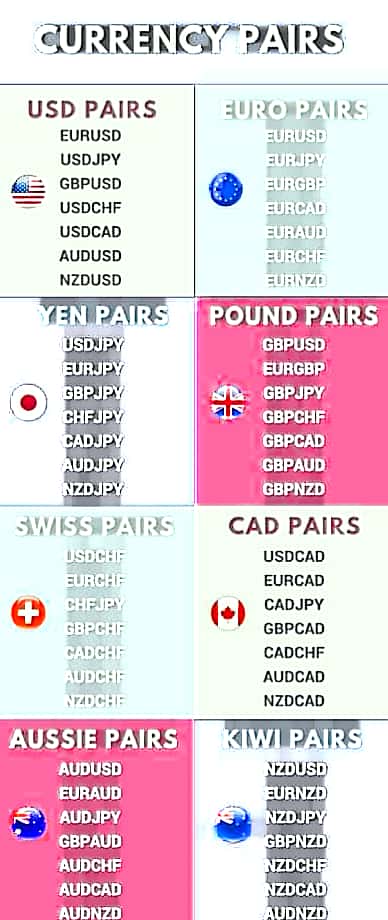 CURRENCY PAIRS
USD PAIRS
EURUSD
USDJPY
GBPUSD
USDCHF
USDCAD
AUDUSD
NZDUSD
EURO PAIRS
EURUSD
EURJPY
EURGBP
EURCAD
EURAUD
EURCHF
EURNZD
YEN PAIRS
USDJPY
EURJPY
GBPJPY
CHFJPY
CADJPY
AUDJPY
NZDJPY
POUND PAIRS
GBPUSD
EURGBP
GBPJPY
GBPCHF
GBPCAD
GBPAUD
GBPNZD
SWISS PAIRS
USDCHF
EURCHF
CHFJPY
GBPCHF
CADCHF
AUDCHF
NZDCHF
CAD PAIRS
USDCAD
EURCAD
CADJPY
GBPCAD
CADCHF
AUDCAD
NZDCAD
AUSSIE PAIRS
AUDUSD
EURAUD
AUDJPY
GBPAUD
AUDCHF
AUDCAD
AUDNZD
KIWI PAIRS
NZDUSD
EURNZD
NZDJPY
GBPNZD
NZDCHF
NZDCAD
AUDNZD